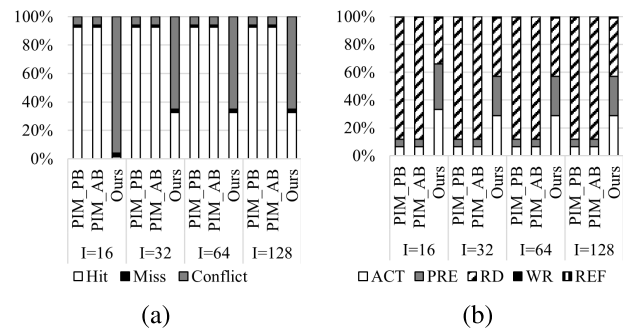 100%
80%
60%
40%
20%
0%
PIM_PB
PIM_AB
Ours
PIM_PB
PIM_AB
Ours
PIM_PB
PIM_AB
Ours
PIM_PB
PIM_AB
Ours
I=16 I=32 I=64 I=128
Hit Miss Conflict
(a)
100%
80%
60%
40%
20%
0%
PIM_PB
PIM_AB
Ours
PIM_PB
PIM_AB
Ours
PIM_PB
PIM_AB
Ours
PIM_PB
PIM_AB
Ours
I=16 I=32 I=64 I=128
ACT PRE RD WR REF
(b)